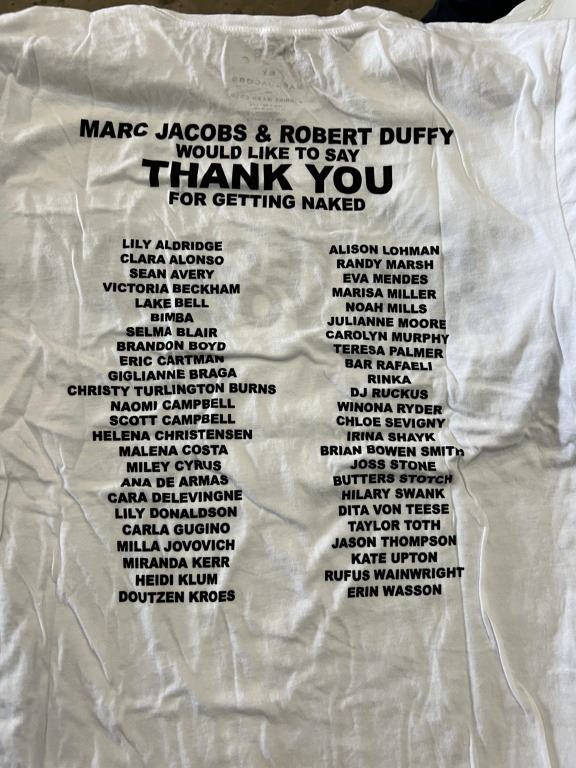 MARC JACOBS & ROBERT DUFFY
WOULD LIKE TO SAY
THANK YOU
FOR GETTING NAKED
LILY ALDRIDGE
CLARA ALONSO
SEAN AVERY
VICTORIA BECKHAM
LAKE BELL
BIMBA
SELMA BLAIR
BRANDON BOYD
ERIC CARTMAN
GIGLIANNE BRAGA
CHRISTY TURLINGTON BURNS
NAOMI CAMPBELL
SCOTT CAMPBELL
HELENA CHRISTENSEN
MALENA COSTA
MILEY CYRUS
ANA DE ARMAS
CARA DELEVINGNE
LILY DONALDSON
CARLA GUGINO
MILLA JOVOVICH
MIRANDA KERR
HEIDI KLUM
DOUTZEN KROES
ALISON LOHMAN
RANDY MARSH
EVA MENDES
MARISA MILLER
NOAH MILLS
JULIANNE MOORE
CAROLYN MURPHY
TERESA PALMER
BAR RAFAELI
RINKA
DJ RUCKUS
WINONA RYDER
CHLOE SEVIGNY
IRINA SHAYK
BRIAN BOWEN SMITH
JOSS STONE
BUTTERS STOTCH
HILARY SWANK
DITA VON TEESE
TAYLOR TOTH
JASON THOMPSON
KATE UPTON
RUFUS WAINWRIGHT
ERIN WASSON